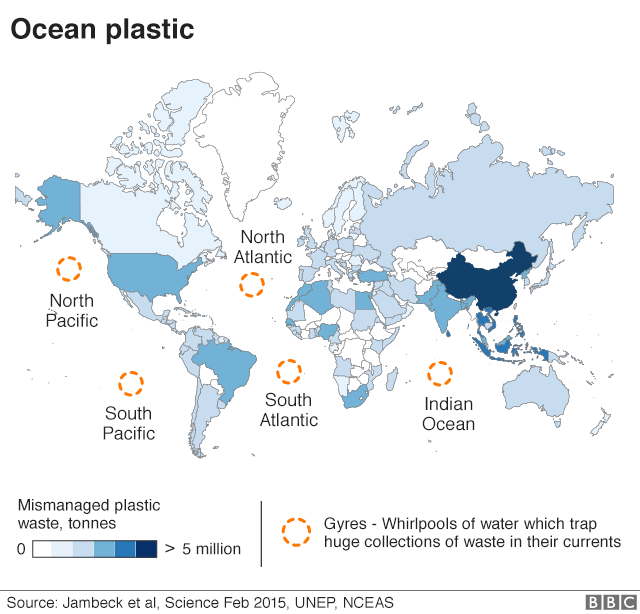 Ocean plastic
North
Atlantic
North
Pacific
South
Pacific
South
Atlantic
Indian
Ocean
Mismanaged plastic
waste, tonnes
0 > 5 million
Gyres - Whirlpools of water which trap
huge collections of waste in their currents
Source: Jambeck et al, Science Feb 2015, UNEP, NCEAS
BBC